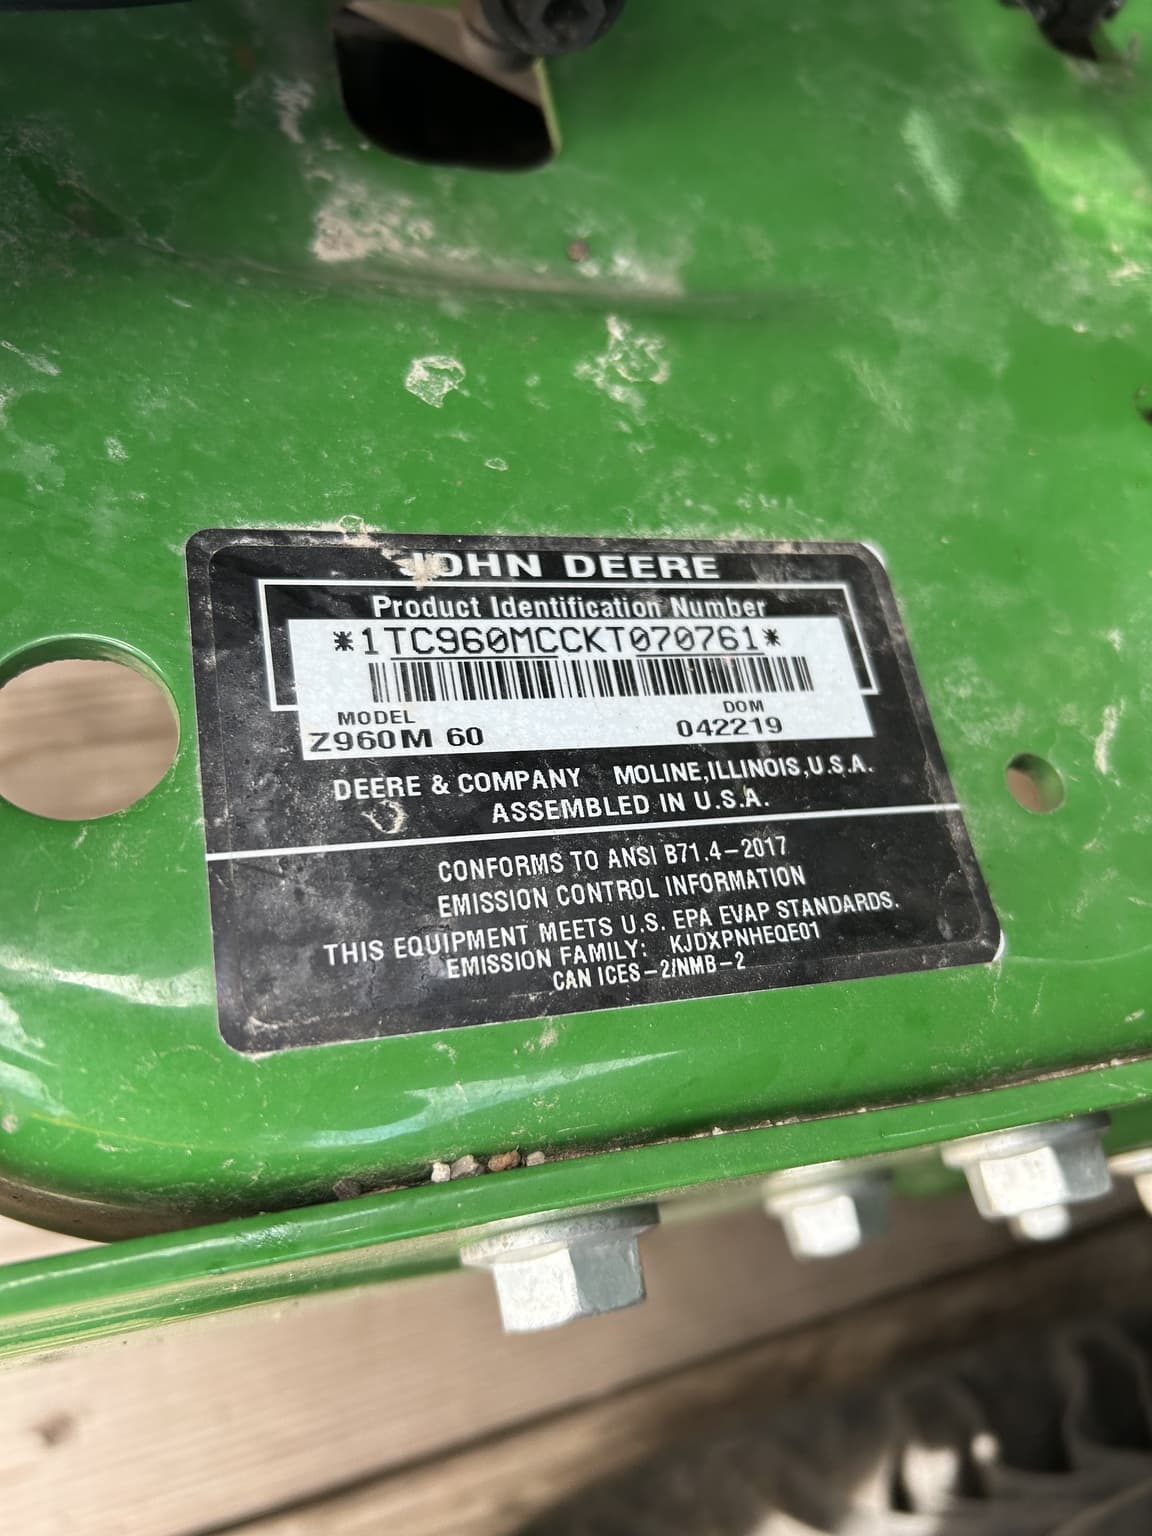 JOHN DEERE
Product Identification Number
*1TC960MCCKT070761*
MODEL DOM
Z960M 60 042219
DEERE & COMPANY MOLINE, ILLINOIS, U.S.A.
ASSEMBLED IN U.S.A.
CONFORMS TO ANSI B71.4-2017
EMISSION CONTROL INFORMATION
THIS EQUIPMENT MEETS U.S. EPA EVAP STANDARDS.
EMISSION FAMILY: KJDXPNHEQE01
CAN ICES-2/NMB-2